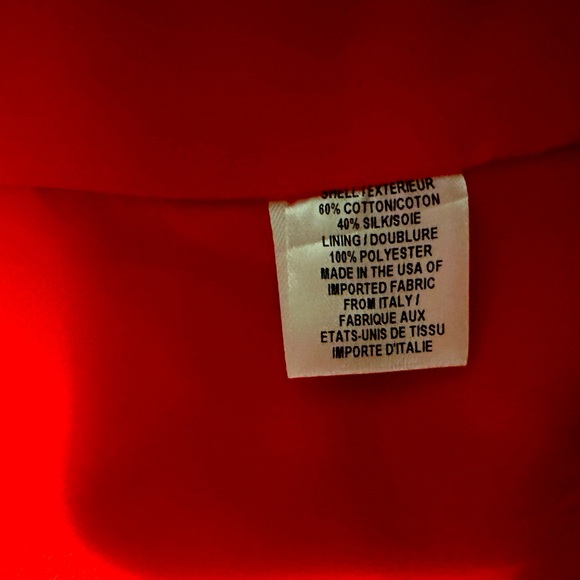 SHELL / EXTERIEUR
60% COTTON/COTON
40% SILK/SOIE
LINING / DOUBLURE
100% POLYESTER
MADE IN THE USA OF
IMPORTED FABRIC
FROM ITALY /
FABRIQUE AUX
ETATS-UNIS DE TISSU
IMPORTE D'ITALIE